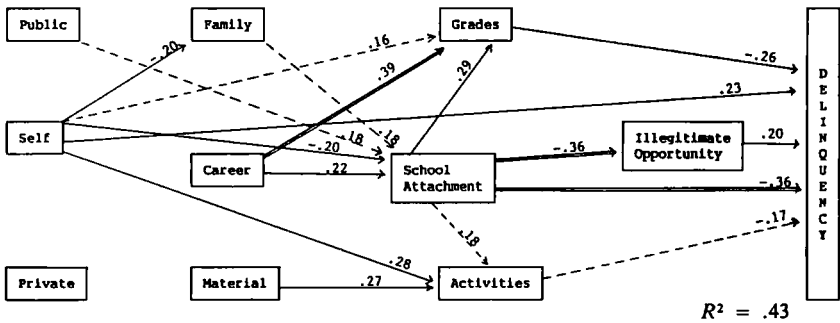 Public
Family
Grades
-.20
.16
.39
-.26
.29
.23
Self
.18
.18
-.20
Career
.22
School
Attachment
-.36
Illegitimate
Opportunity
.20
-.36
.18
-.17
.28
Private
Material
.27
Activities
DELINQUENCY
R² = .43